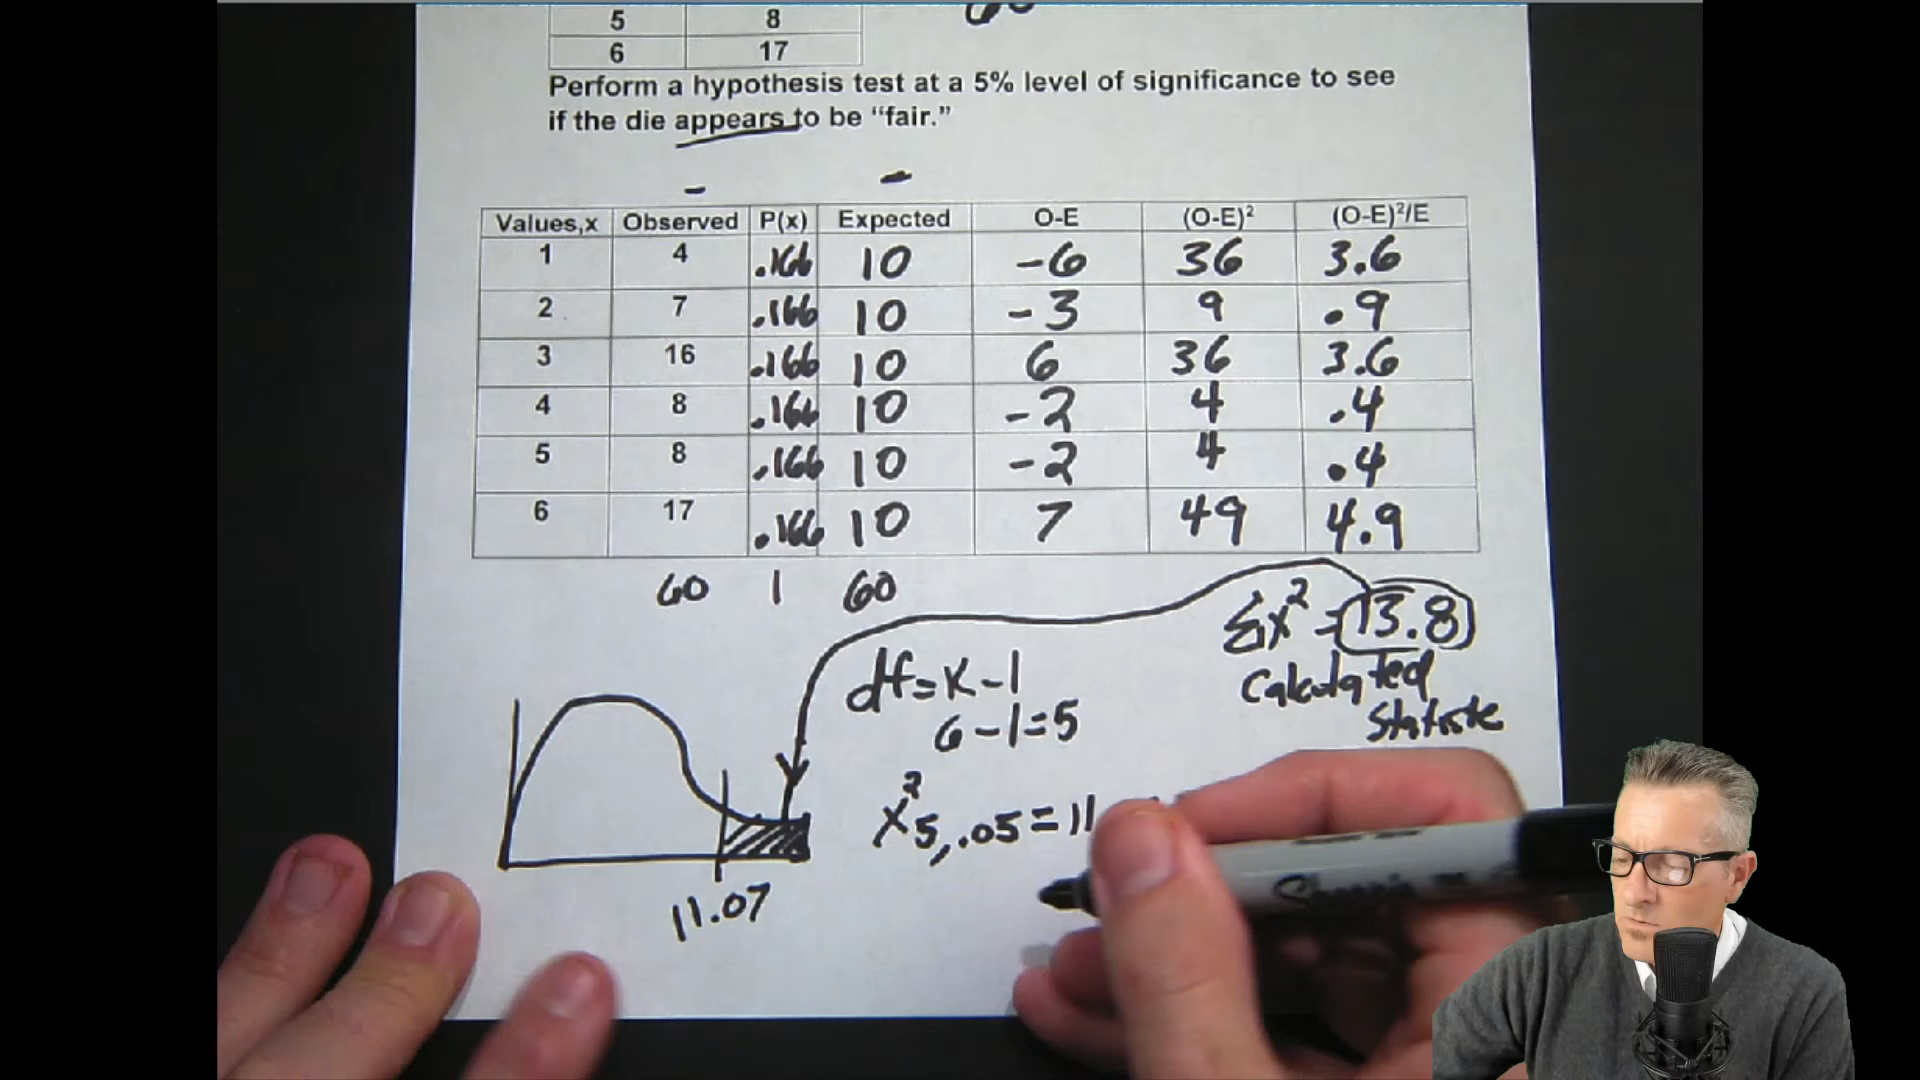 5 8
6 17
Perform a hypothesis test at a 5% level of significance to see
if the die appears to be “fair.”
Values,x Observed P(x) Expected O-E (O-E)² (O-E)²/E
1 4 .166 10 -6 36 3.6
2 7 .166 10 -3 9 .9
3 16 .166 10 6 36 3.6
4 8 .166 10 -2 4 .4
5 8 .166 10 -2 4 .4
6 17 .166 10 7 49 4.9
60 1 60
Σx² = 13.8
Calculated
df = K - 1
6 - 1 = 5
x² 5, .05 = 11
11.07